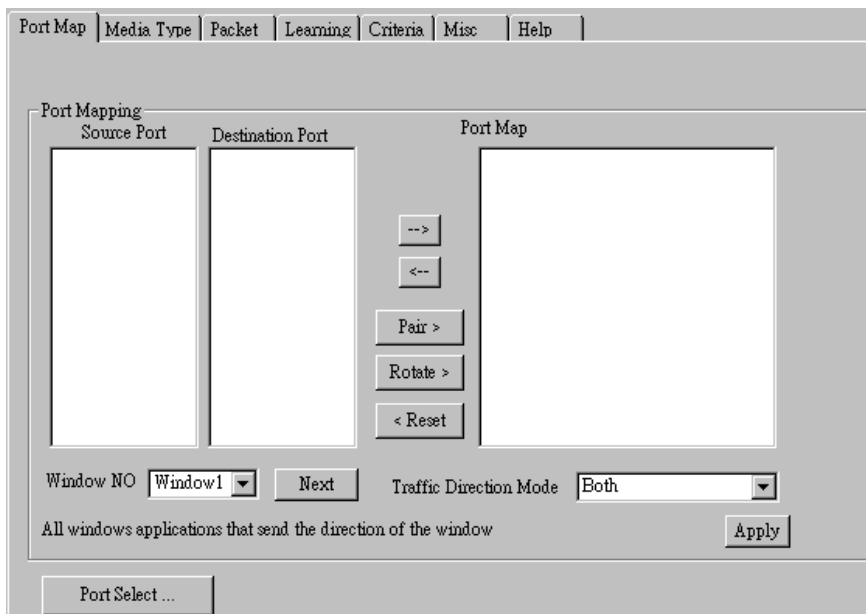 Port Map Media Type Packet Learning Criteria Misc Help
Port Mapping
Source Port Destination Port Port Map
-->
<--
Pair >
Rotate >
< Reset
Window NO Window1 Next Traffic Direction Mode Both
All windows applications that send the direction of the window Apply
Port Select ...